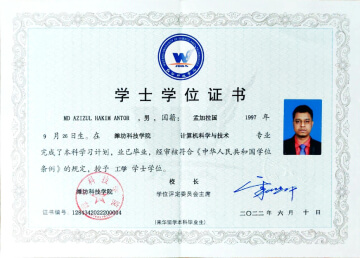 学士学位证书
MD AZIZUL HAKIM ANTOR ,男,国籍: 孟加拉国 1997 年
9 月 25 日生。在 潍坊科技学院 计算机科学与技术 专业
完成了本科学习计划,业已毕业,经审核符合《中华人民共和国学位
条例》的规定,授予 工学 学士学位。
潍坊科技学院
校 长
学位评定委员会主席
证书编号:
二〇二二年 六 月 十 日
(来华留学本科毕业生)